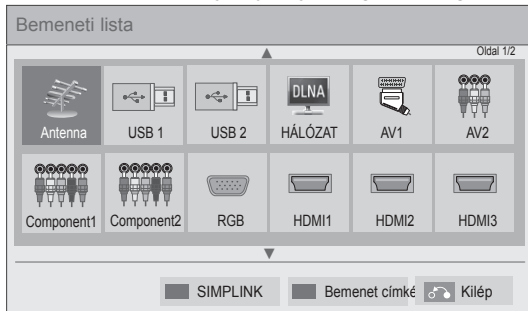 Bemeneti lista
Oldal 1/2
DLNA
Antenna USB 1 USB 2 HÁLÓZAT AV1 AV2
Component1 Component2 RGB HDMI1 HDMI2 HDMI3
SIMPLINK Bemenet címké Kilép